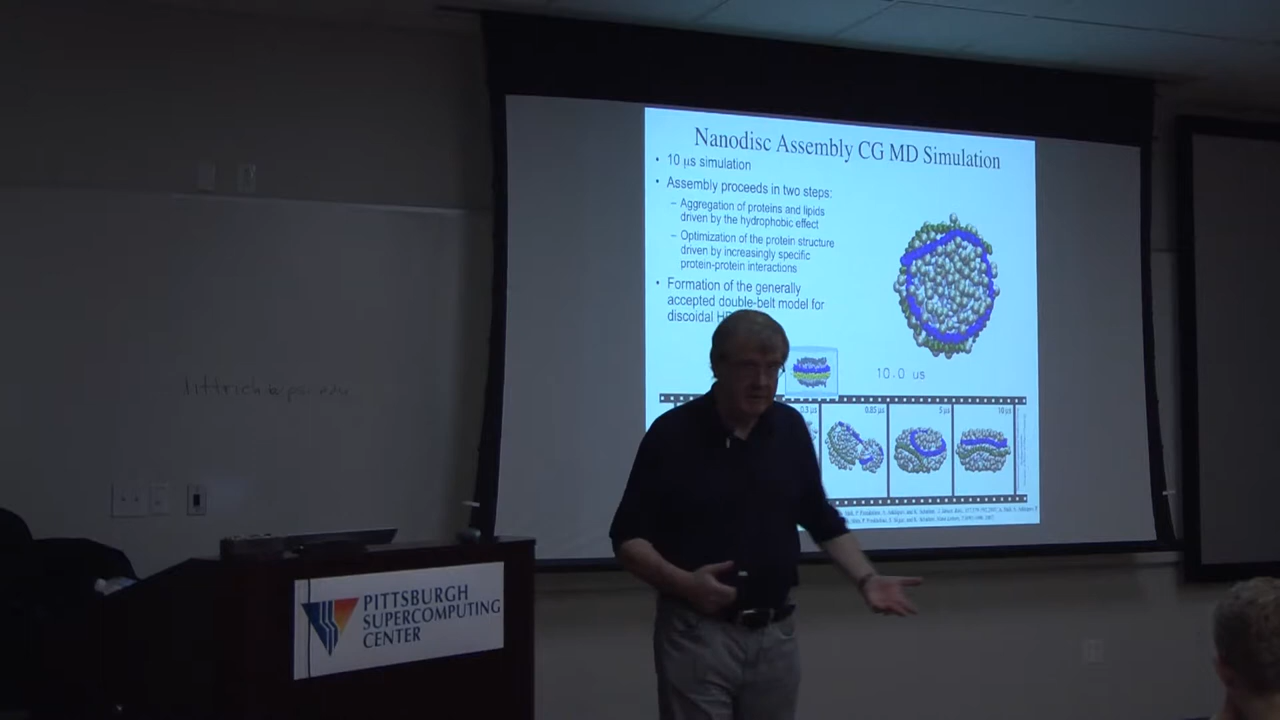 Nanodisc Assembly CG MD Simulation
• 10 μs simulation
• Assembly proceeds in two steps:
– Aggregation of proteins and lipids
driven by the hydrophobic effect
– Optimization of the protein structure
driven by increasingly specific
protein-protein interactions
• Formation of the generally
accepted double-belt model for
discoidal
10.0 us
0.3 μs
0.85 μs
5 μs
10 μs
PITTSBURGH
SUPERCOMPUTING
CENTER